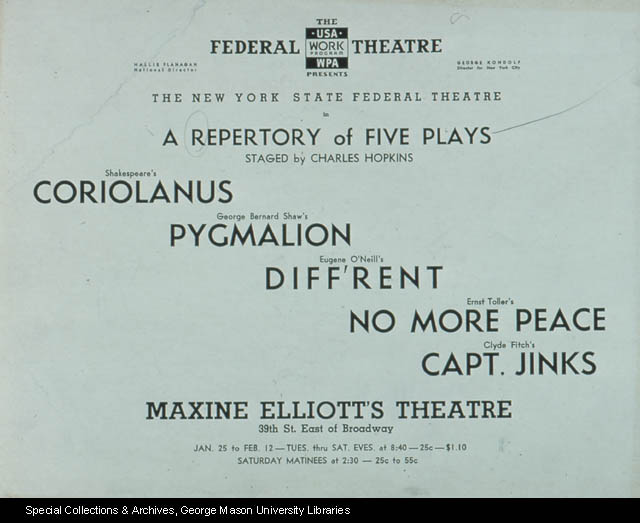 THE
FEDERAL THEATRE
USA
WORK
PROGRAM
WPA
PRESENTS
HALLIE FLANAGAN
National Director
GEORGE KONDOLF
Director for New York City
THE NEW YORK STATE FEDERAL THEATRE
in
A REPERTORY of FIVE PLAYS
STAGED by CHARLES HOPKINS
Shakespeare's
CORIOLANUS
George Bernard Shaw's
PYGMALION
Eugene O'Neill's
DIFF'RENT
Ernst Toller's
NO MORE PEACE
Clyde Fitch's
CAPT. JINKS
MAXINE ELLIOTT'S THEATRE
39th St. East of Broadway
JAN. 25 to FEB. 12 — TUES. thru SAT. EVES. at 8:40 — 25c — $1.10
SATURDAY MATINEES at 2:30 — 25c to 55c
Special Collections & Archives, George Mason University Libraries